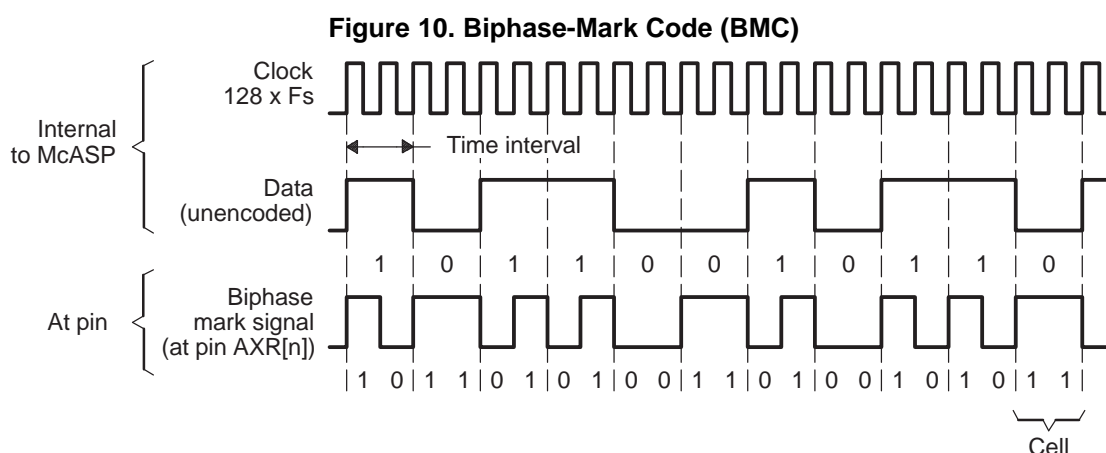 Figure 10. Biphase-Mark Code (BMC)
Clock
128 x Fs
Internal
to McASP
Time interval
Data
(unencoded)
1 0 1 1 0 0 1 0 1 1 0
At pin
Biphase
mark signal
(at pin AXR[n])
1 0 1 1 0 1 0 1 0 0 1 1 0 1 0 0 1 0 1 0 1 1
Cell